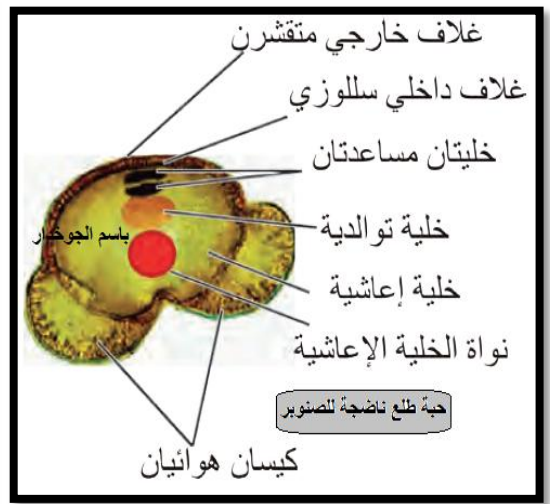 غلاف خارجي متقشرن
غلاف داخلي سللوزي
خليتان مساعدتان
خلية توالدية
باسم الجوخدار
خلية إعاشية
نواة الخلية الإعاشية
حبة طلع ناضجة للصنوبر
كيسان هوائيان